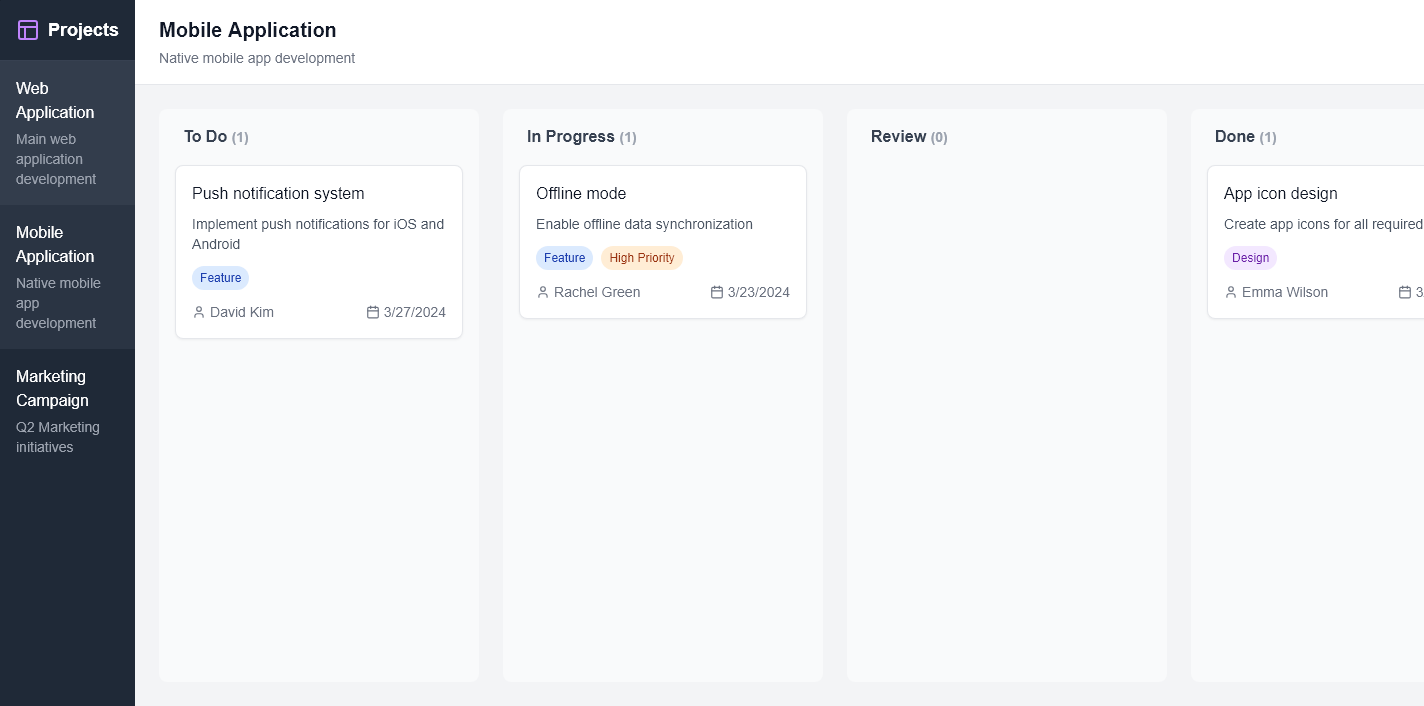 Projects
Web
Application
Main web
application
development
Mobile
Application
Native mobile
app
development
Marketing
Campaign
Q2 Marketing
initiatives
Mobile Application
Native mobile app development
To Do (1)
Push notification system
Implement push notifications for iOS and
Android
Feature
David Kim 3/27/2024
In Progress (1)
Offline mode
Enable offline data synchronization
Feature High Priority
Rachel Green 3/23/2024
Review (0)
Done (1)
App icon design
Create app icons for all required
Design
Emma Wilson